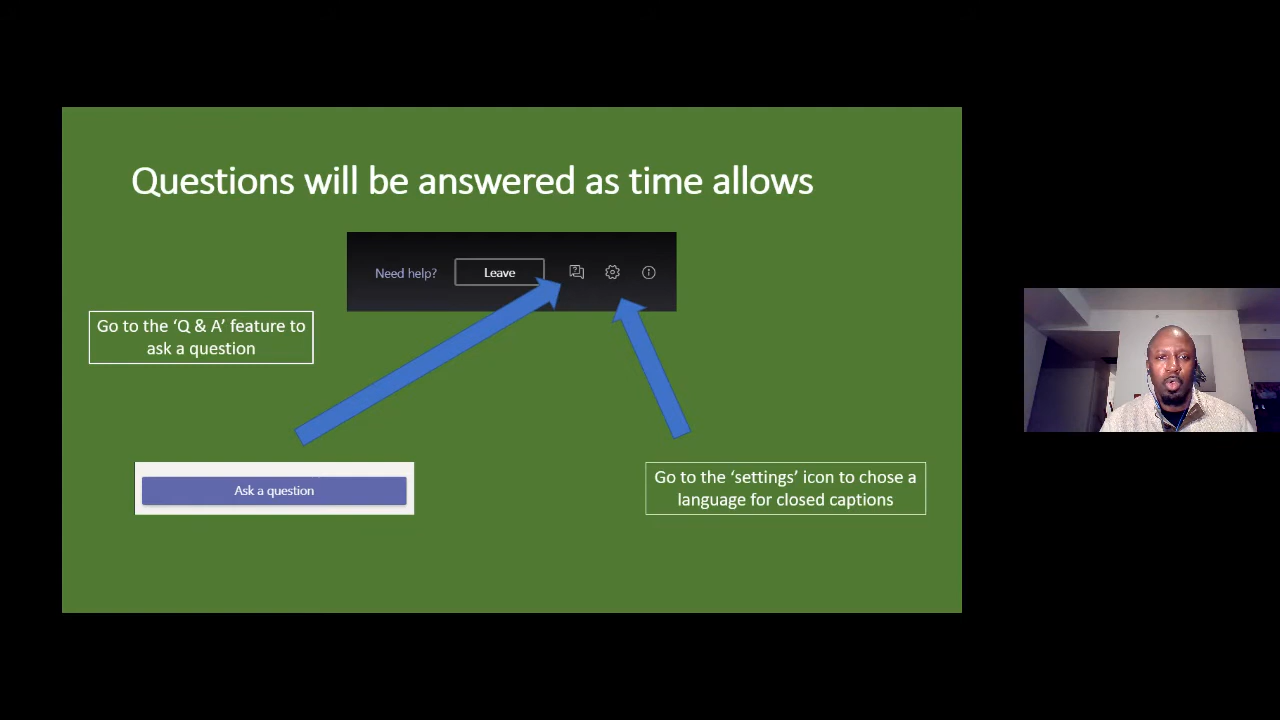 Questions will be answered as time allows
Need help?
Leave
Go to the ‘Q & A’ feature to
ask a question
Ask a question
Go to the ‘settings’ icon to chose a
language for closed captions